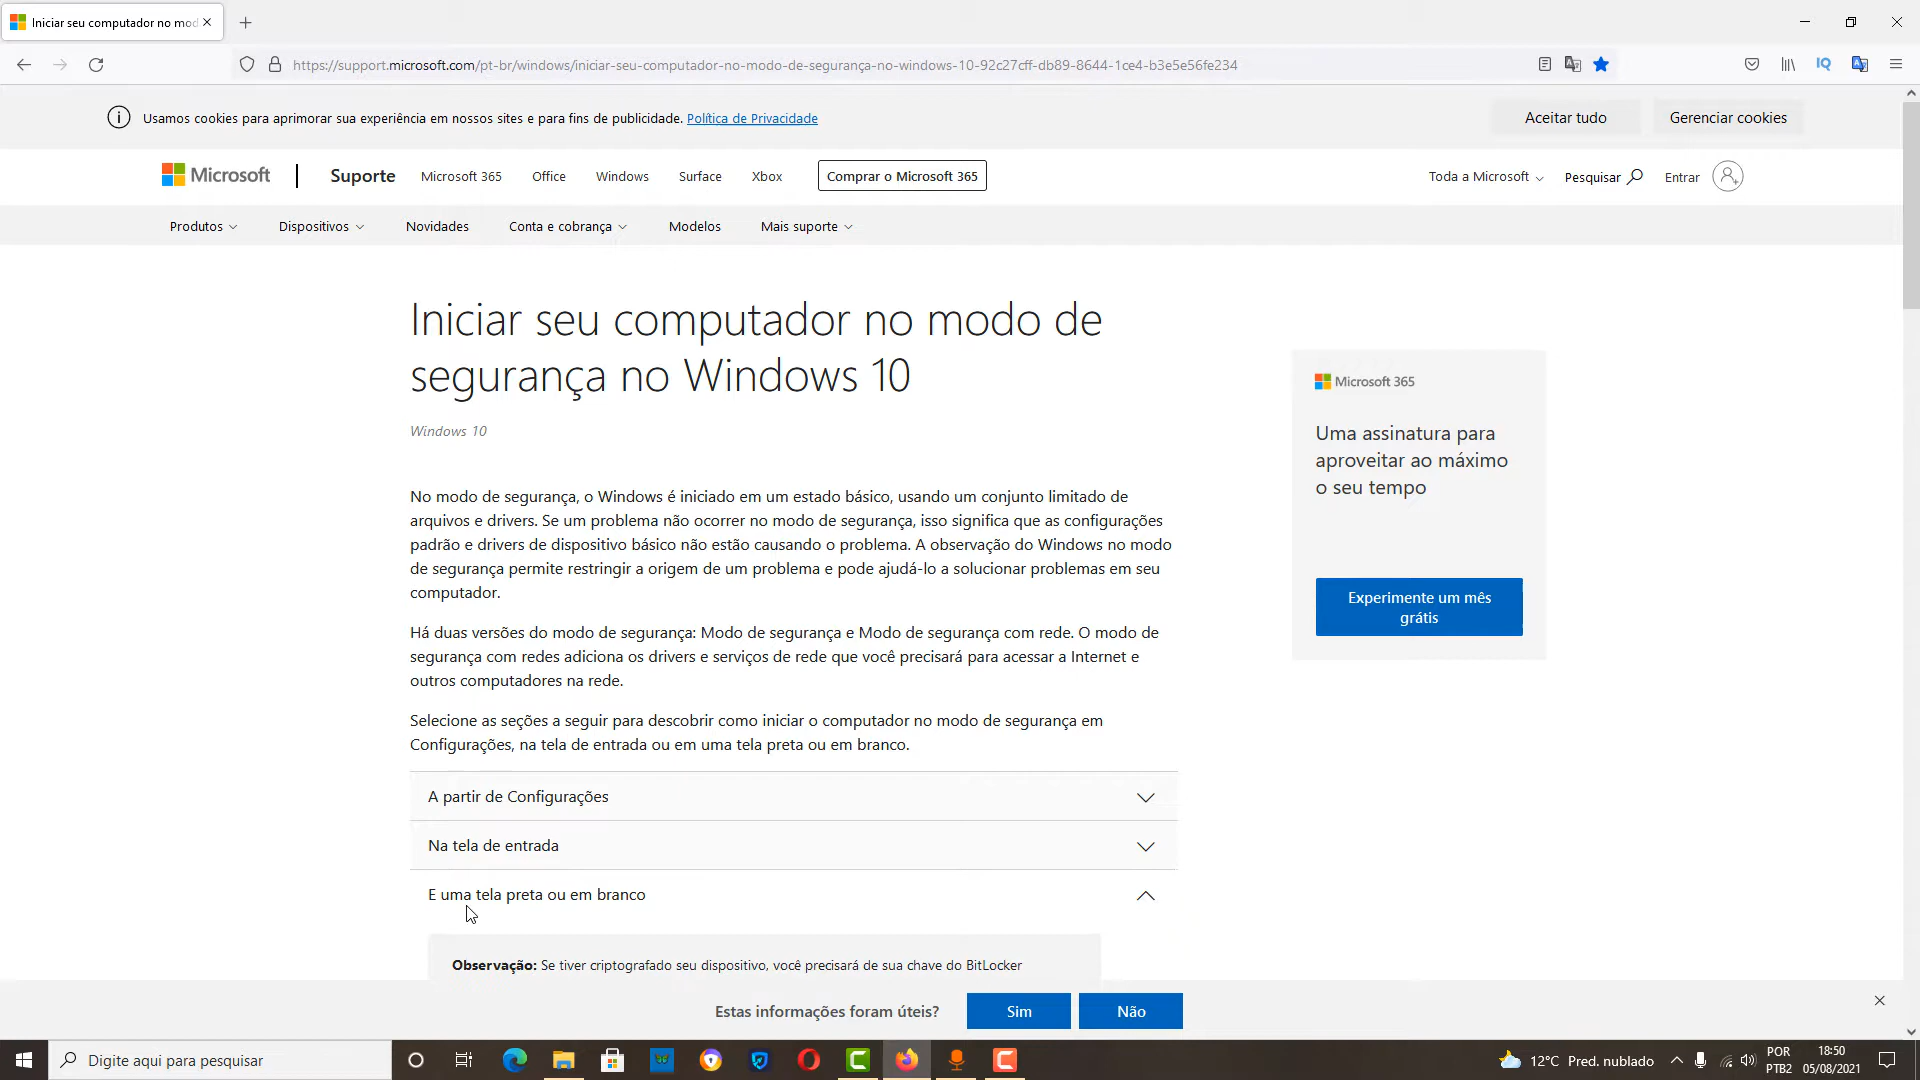 Iniciar seu computador no mod
https://support.microsoft.com/pt-br/windows/iniciar-seu-computador-no-modo-de-segurança-no-windows-10-92c27cff-db89-8644-1ce4-b3e5e56fe234
IQ
Usamos cookies para aprimorar sua experiência em nossos sites e para fins de publicidade. Política de Privacidade
Aceitar tudo
Gerenciar cookies
Microsoft
Suporte
Microsoft 365
Office
Windows
Surface
Xbox
Comprar o Microsoft 365
Toda a Microsoft
Pesquisar
Entrar
Produtos
Dispositivos
Novidades
Conta e cobrança
Modelos
Mais suporte
Iniciar seu computador no modo de
segurança no Windows 10
Windows 10
Microsoft 365
Uma assinatura para
aproveitar ao máximo
o seu tempo
Experimente um mês
grátis
No modo de segurança, o Windows é iniciado em um estado básico, usando um conjunto limitado de
arquivos e drivers. Se um problema não ocorrer no modo de segurança, isso significa que as configurações
padrão e drivers de dispositivo básico não estão causando o problema. A observação do Windows no modo
de segurança permite restringir a origem de um problema e pode ajudá-lo a solucionar problemas em seu
computador.
Há duas versões do modo de segurança: Modo de segurança e Modo de segurança com rede. O modo de
segurança com redes adiciona os drivers e serviços de rede que você precisará para acessar a Internet e
outros computadores na rede.
Selecione as seções a seguir para descobrir como iniciar o computador no modo de segurança em
Configurações, na tela de entrada ou em uma tela preta ou em branco.
A partir de Configurações
Na tela de entrada
E uma tela preta ou em branco
Observação: Se tiver criptografado seu dispositivo, você precisará de sua chave do BitLocker
Estas informações foram úteis?
Sim
Não
Digite aqui para pesquisar
12°C Pred. nublado
POR
PTB2
18:50
05/08/2021